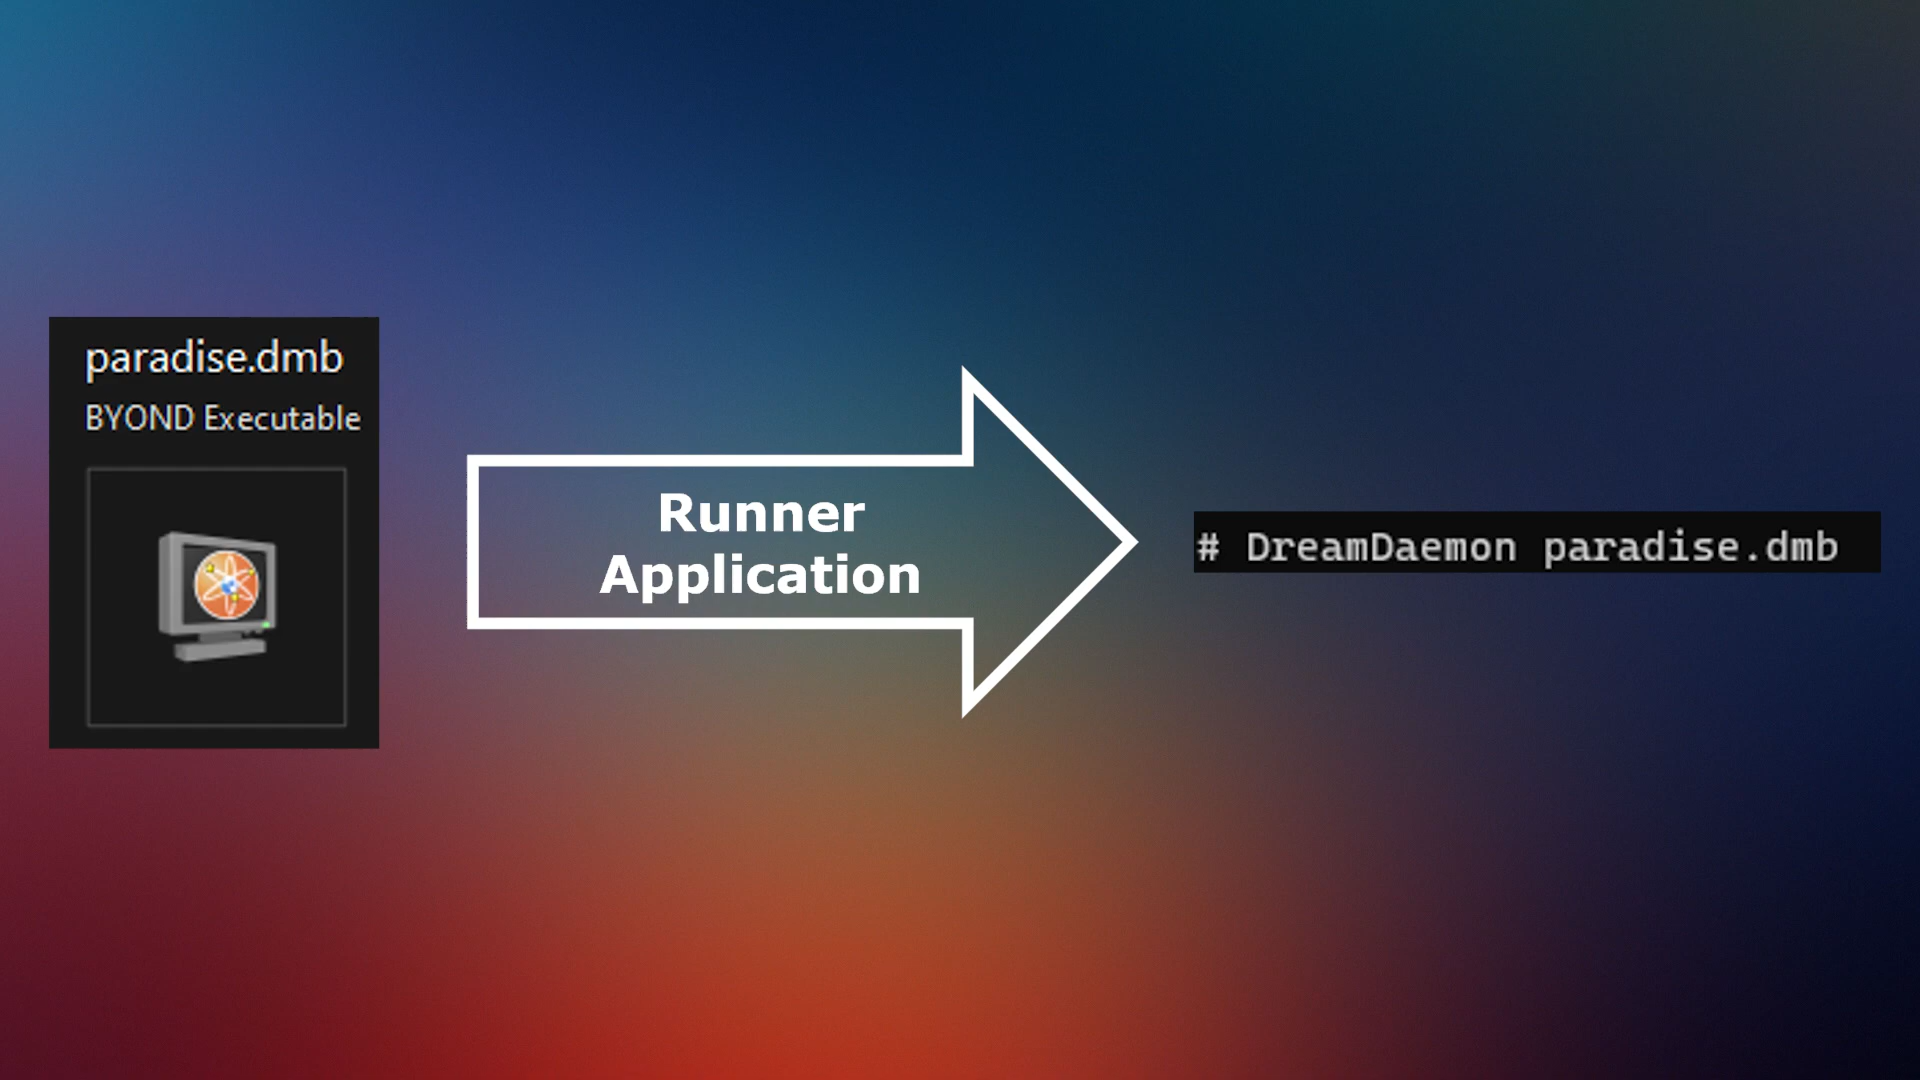 paradise.dmb
BYOND Executable
Runner
Application
# DreamDaemon paradise.dmb